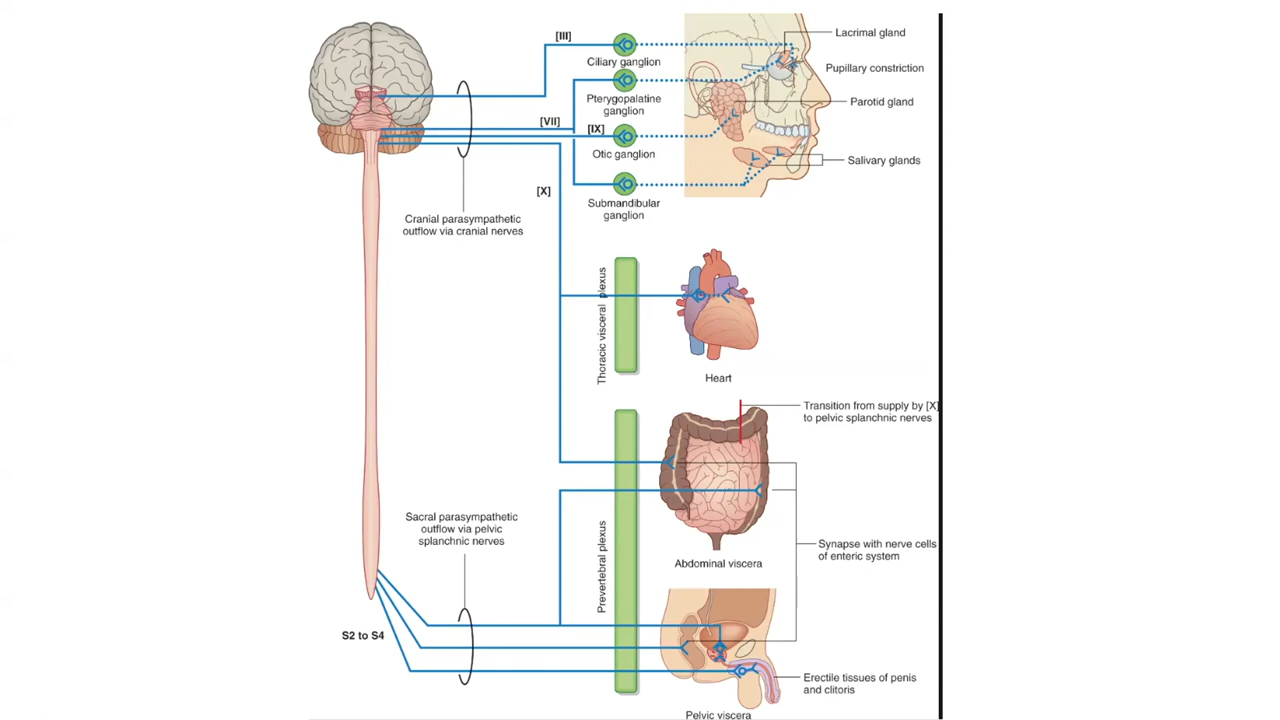 [III]
Ciliary ganglion
Lacrimal gland
Pupillary constriction
Pterygopalatine
ganglion
Parotid gland
[VII]
[IX]
Otic ganglion
Salivary glands
[X]
Submandibular
ganglion
Cranial parasympathetic
outflow via cranial nerves
Thoracic visceral plexus
Heart
Transition from supply by [X]
to pelvic splanchnic nerves
Sacral parasympathetic
outflow via pelvic
splanchnic nerves
Prevertebral plexus
Abdominal viscera
Synapse with nerve cells
of enteric system
S2 to S4
Erectile tissues of penis
and clitoris
Pelvic viscera